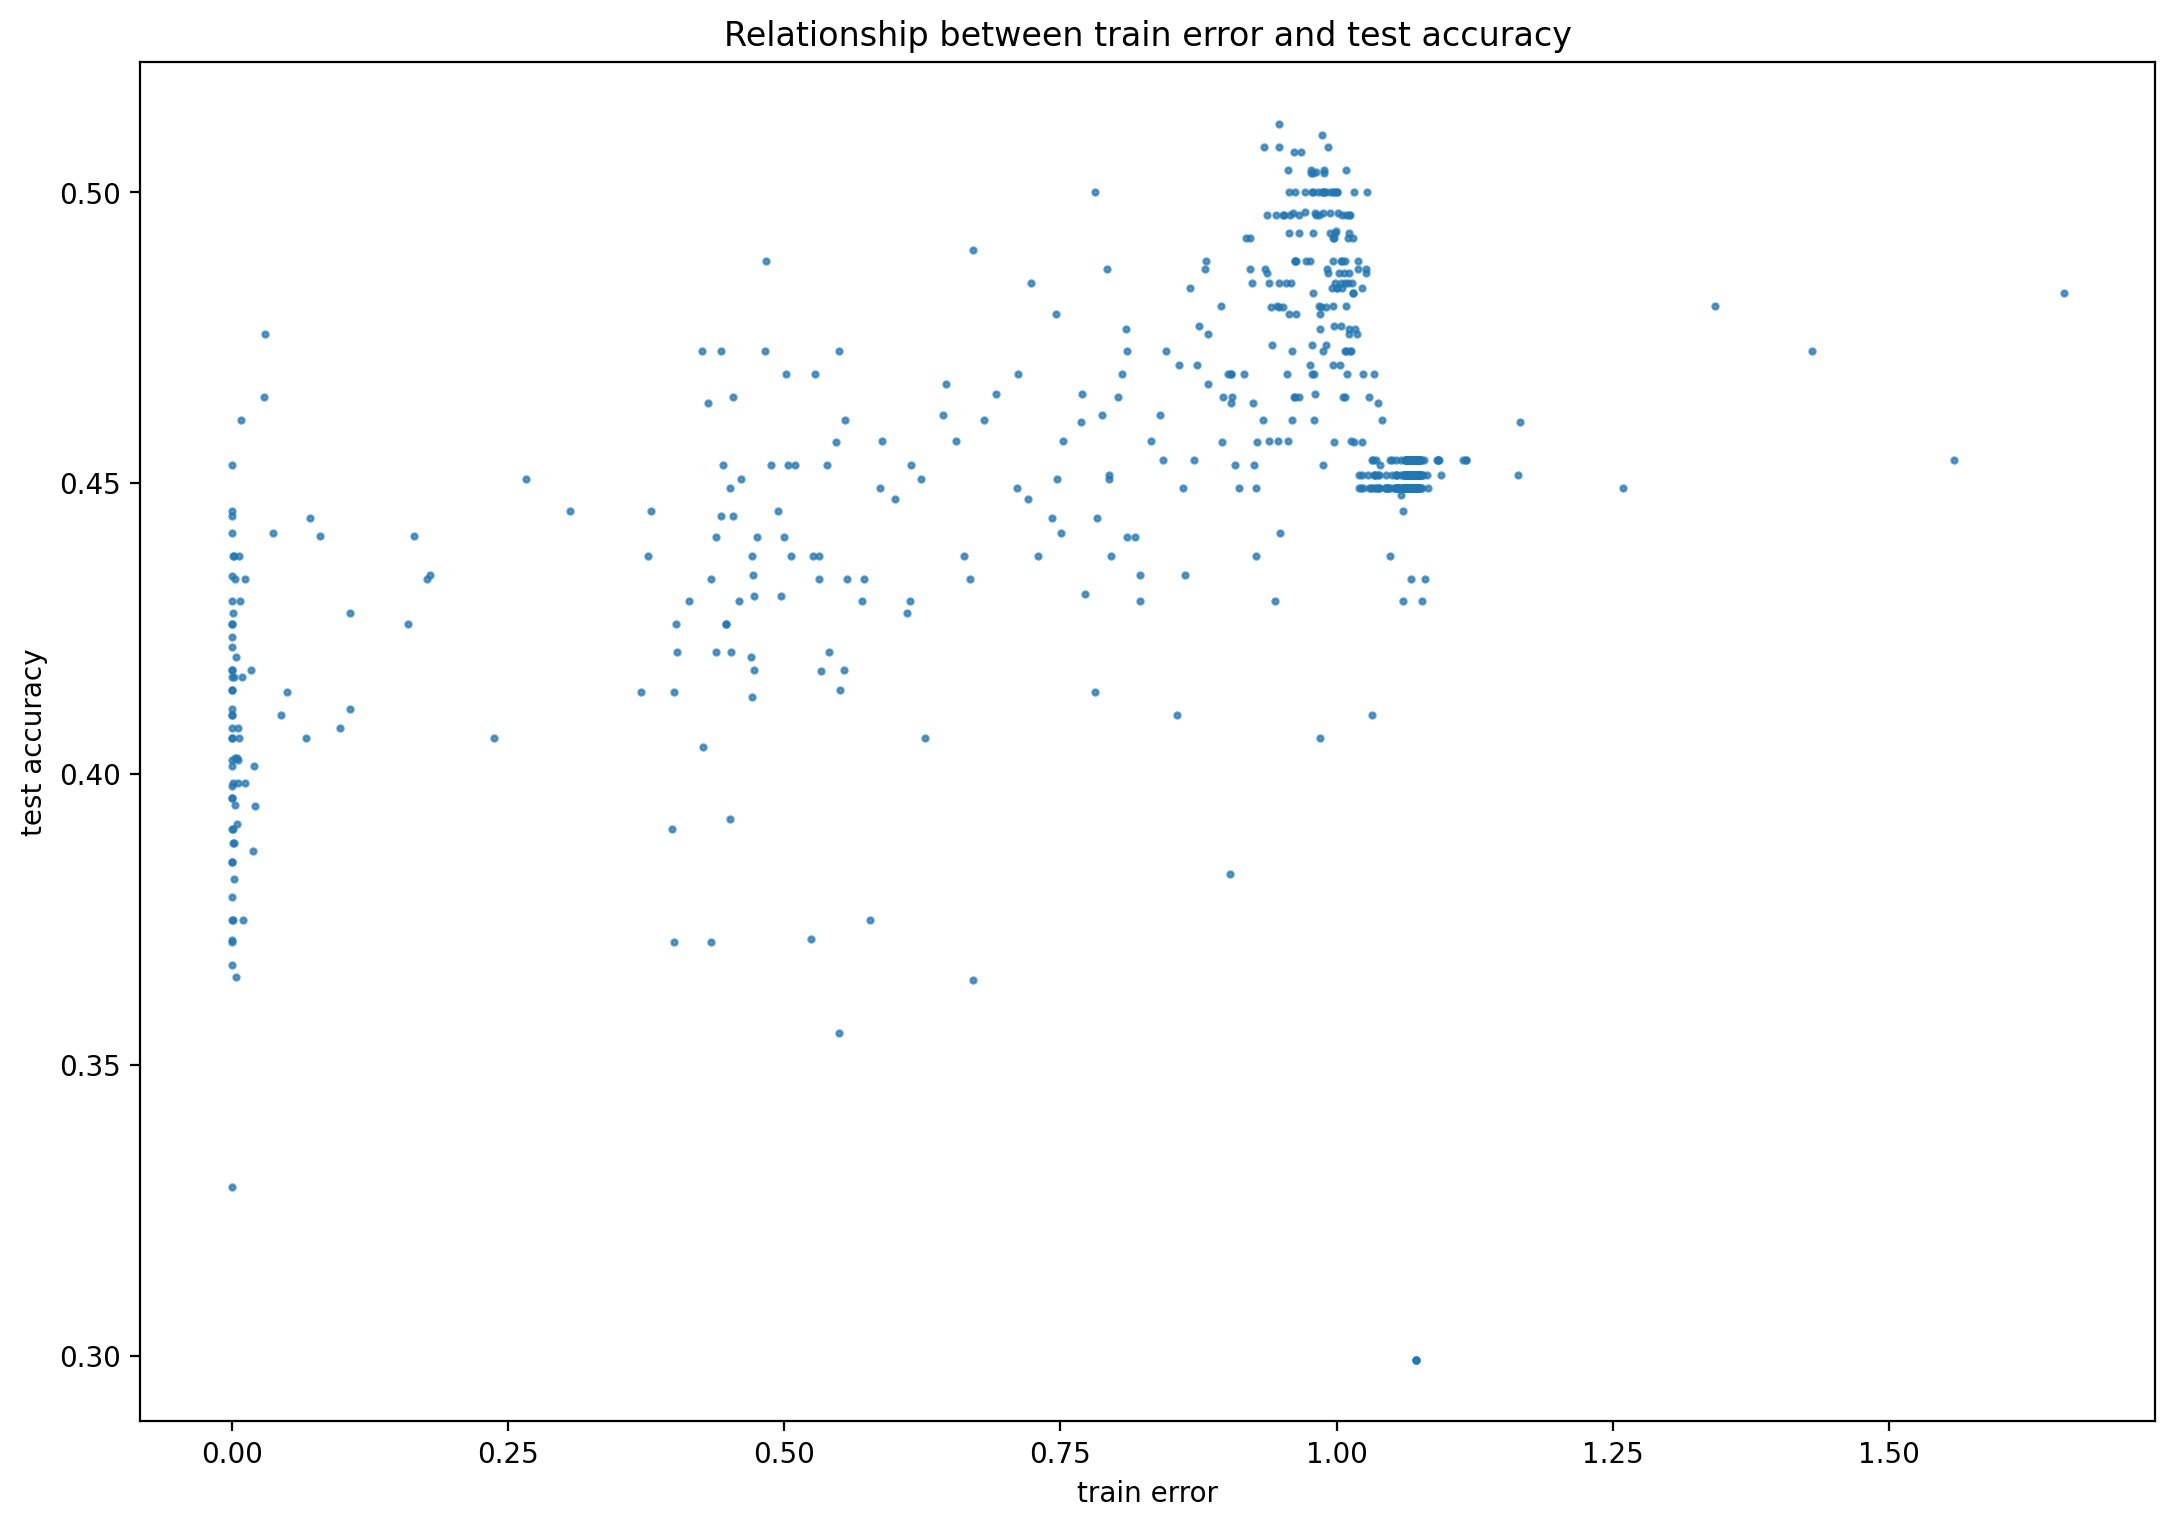 Relationship between train error and test accuracy
0.50
0.45
0.40
0.35
0.30
test accuracy
0.00 0.25 0.50 0.75 1.00 1.25 1.50
train error